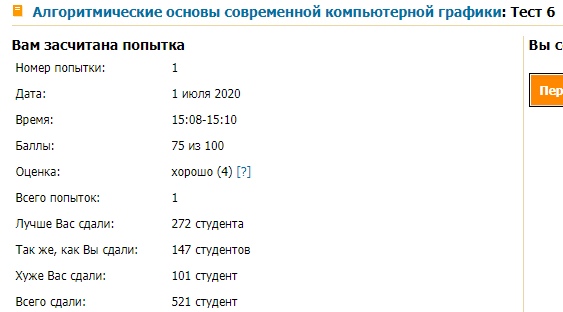 Алгоритмические основы современной компьютерной графики: Тест 6
Вам засчитана попытка
Вы с
Номер попытки: 1
Дата: 1 июля 2020
Пер
Время: 15:08-15:10
Баллы: 75 из 100
Оценка: хорошо (4) [?]
Всего попыток: 1
Лучше Вас сдали: 272 студента
Так же, как Вы сдали: 147 студентов
Хуже Вас сдали: 101 студент
Всего сдали: 521 студент